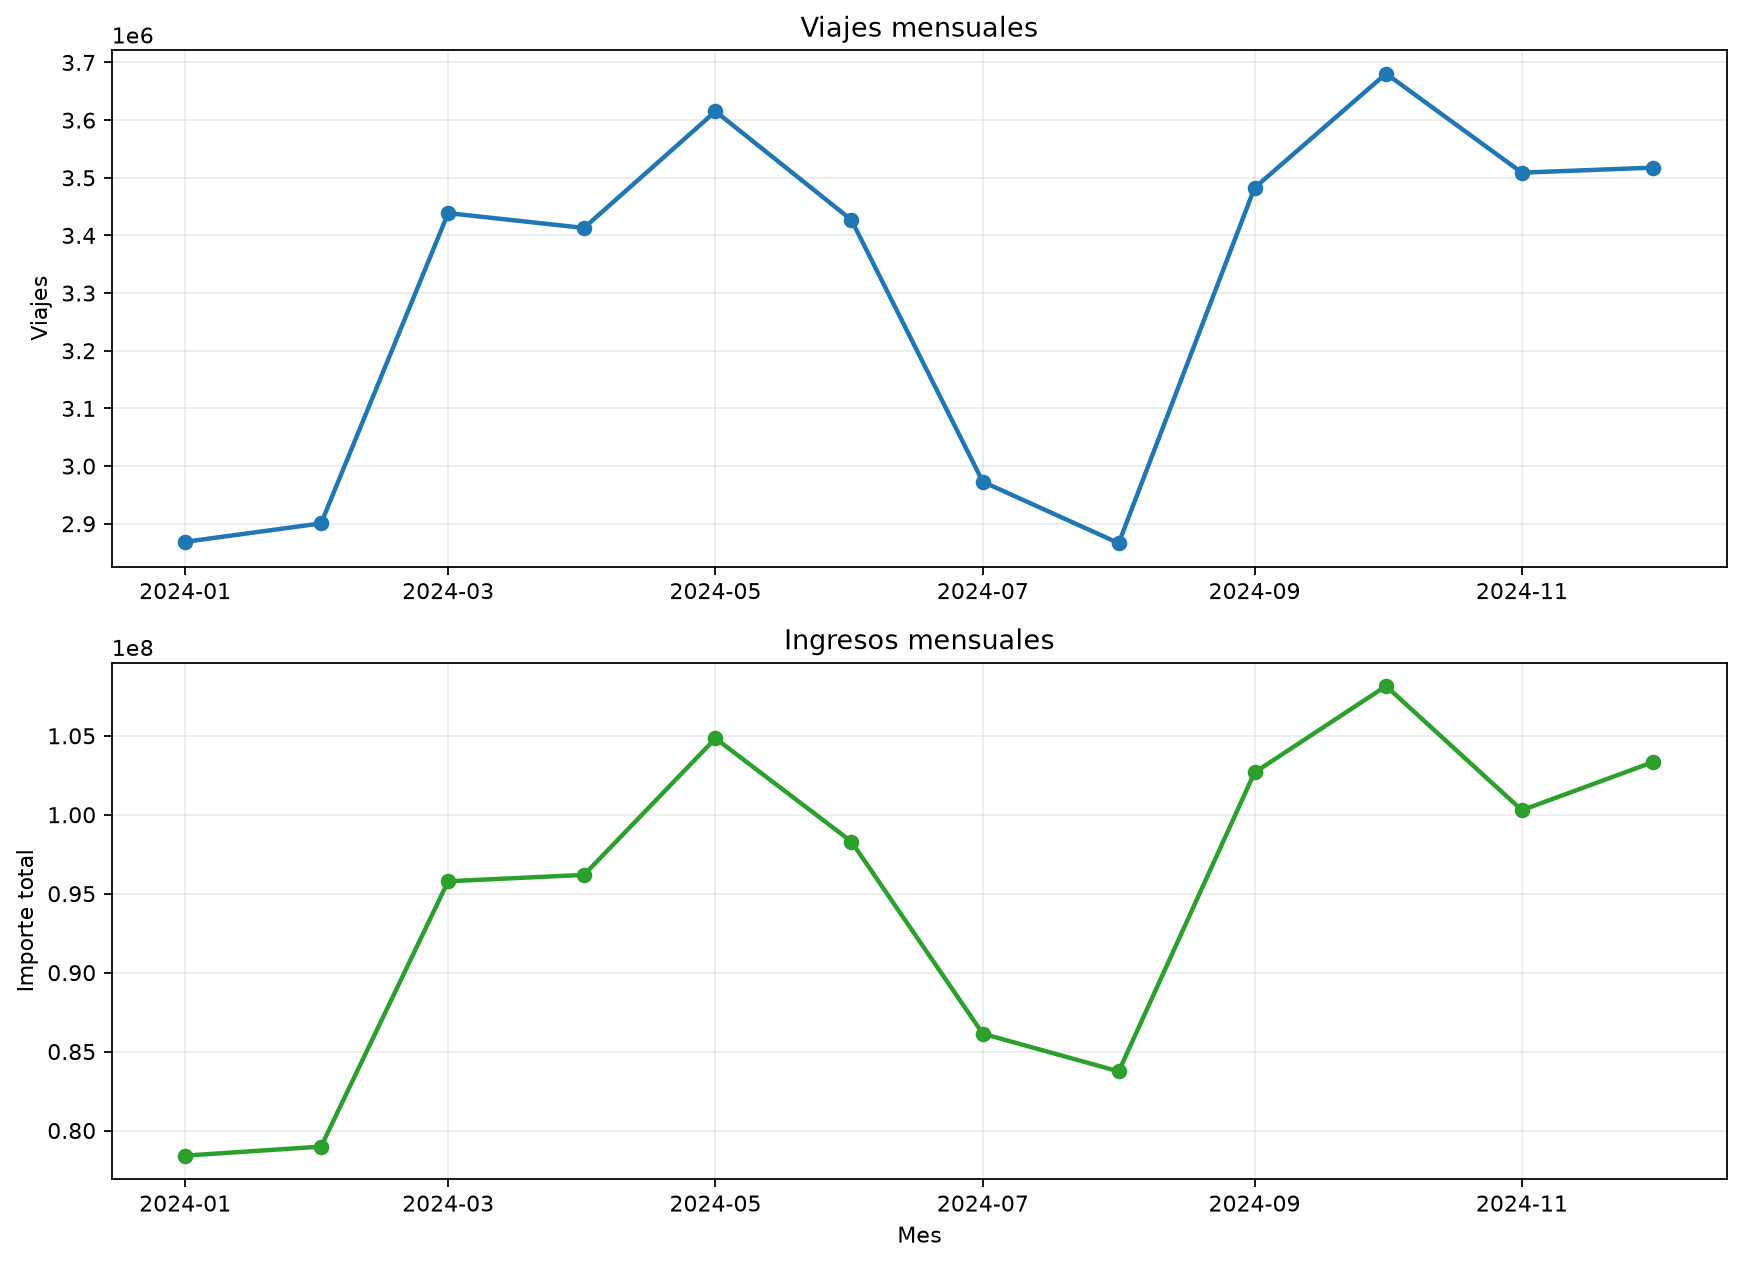 Viajes mensuales
1e6
3.7
3.6
3.5
3.4
3.3
3.2
3.1
3.0
2.9
Viajes
2024-01 2024-03 2024-05 2024-07 2024-09 2024-11
Ingresos mensuales
1e8
1.05
1.00
0.95
0.90
0.85
0.80
Importe total
2024-01 2024-03 2024-05 2024-07 2024-09 2024-11
Mes